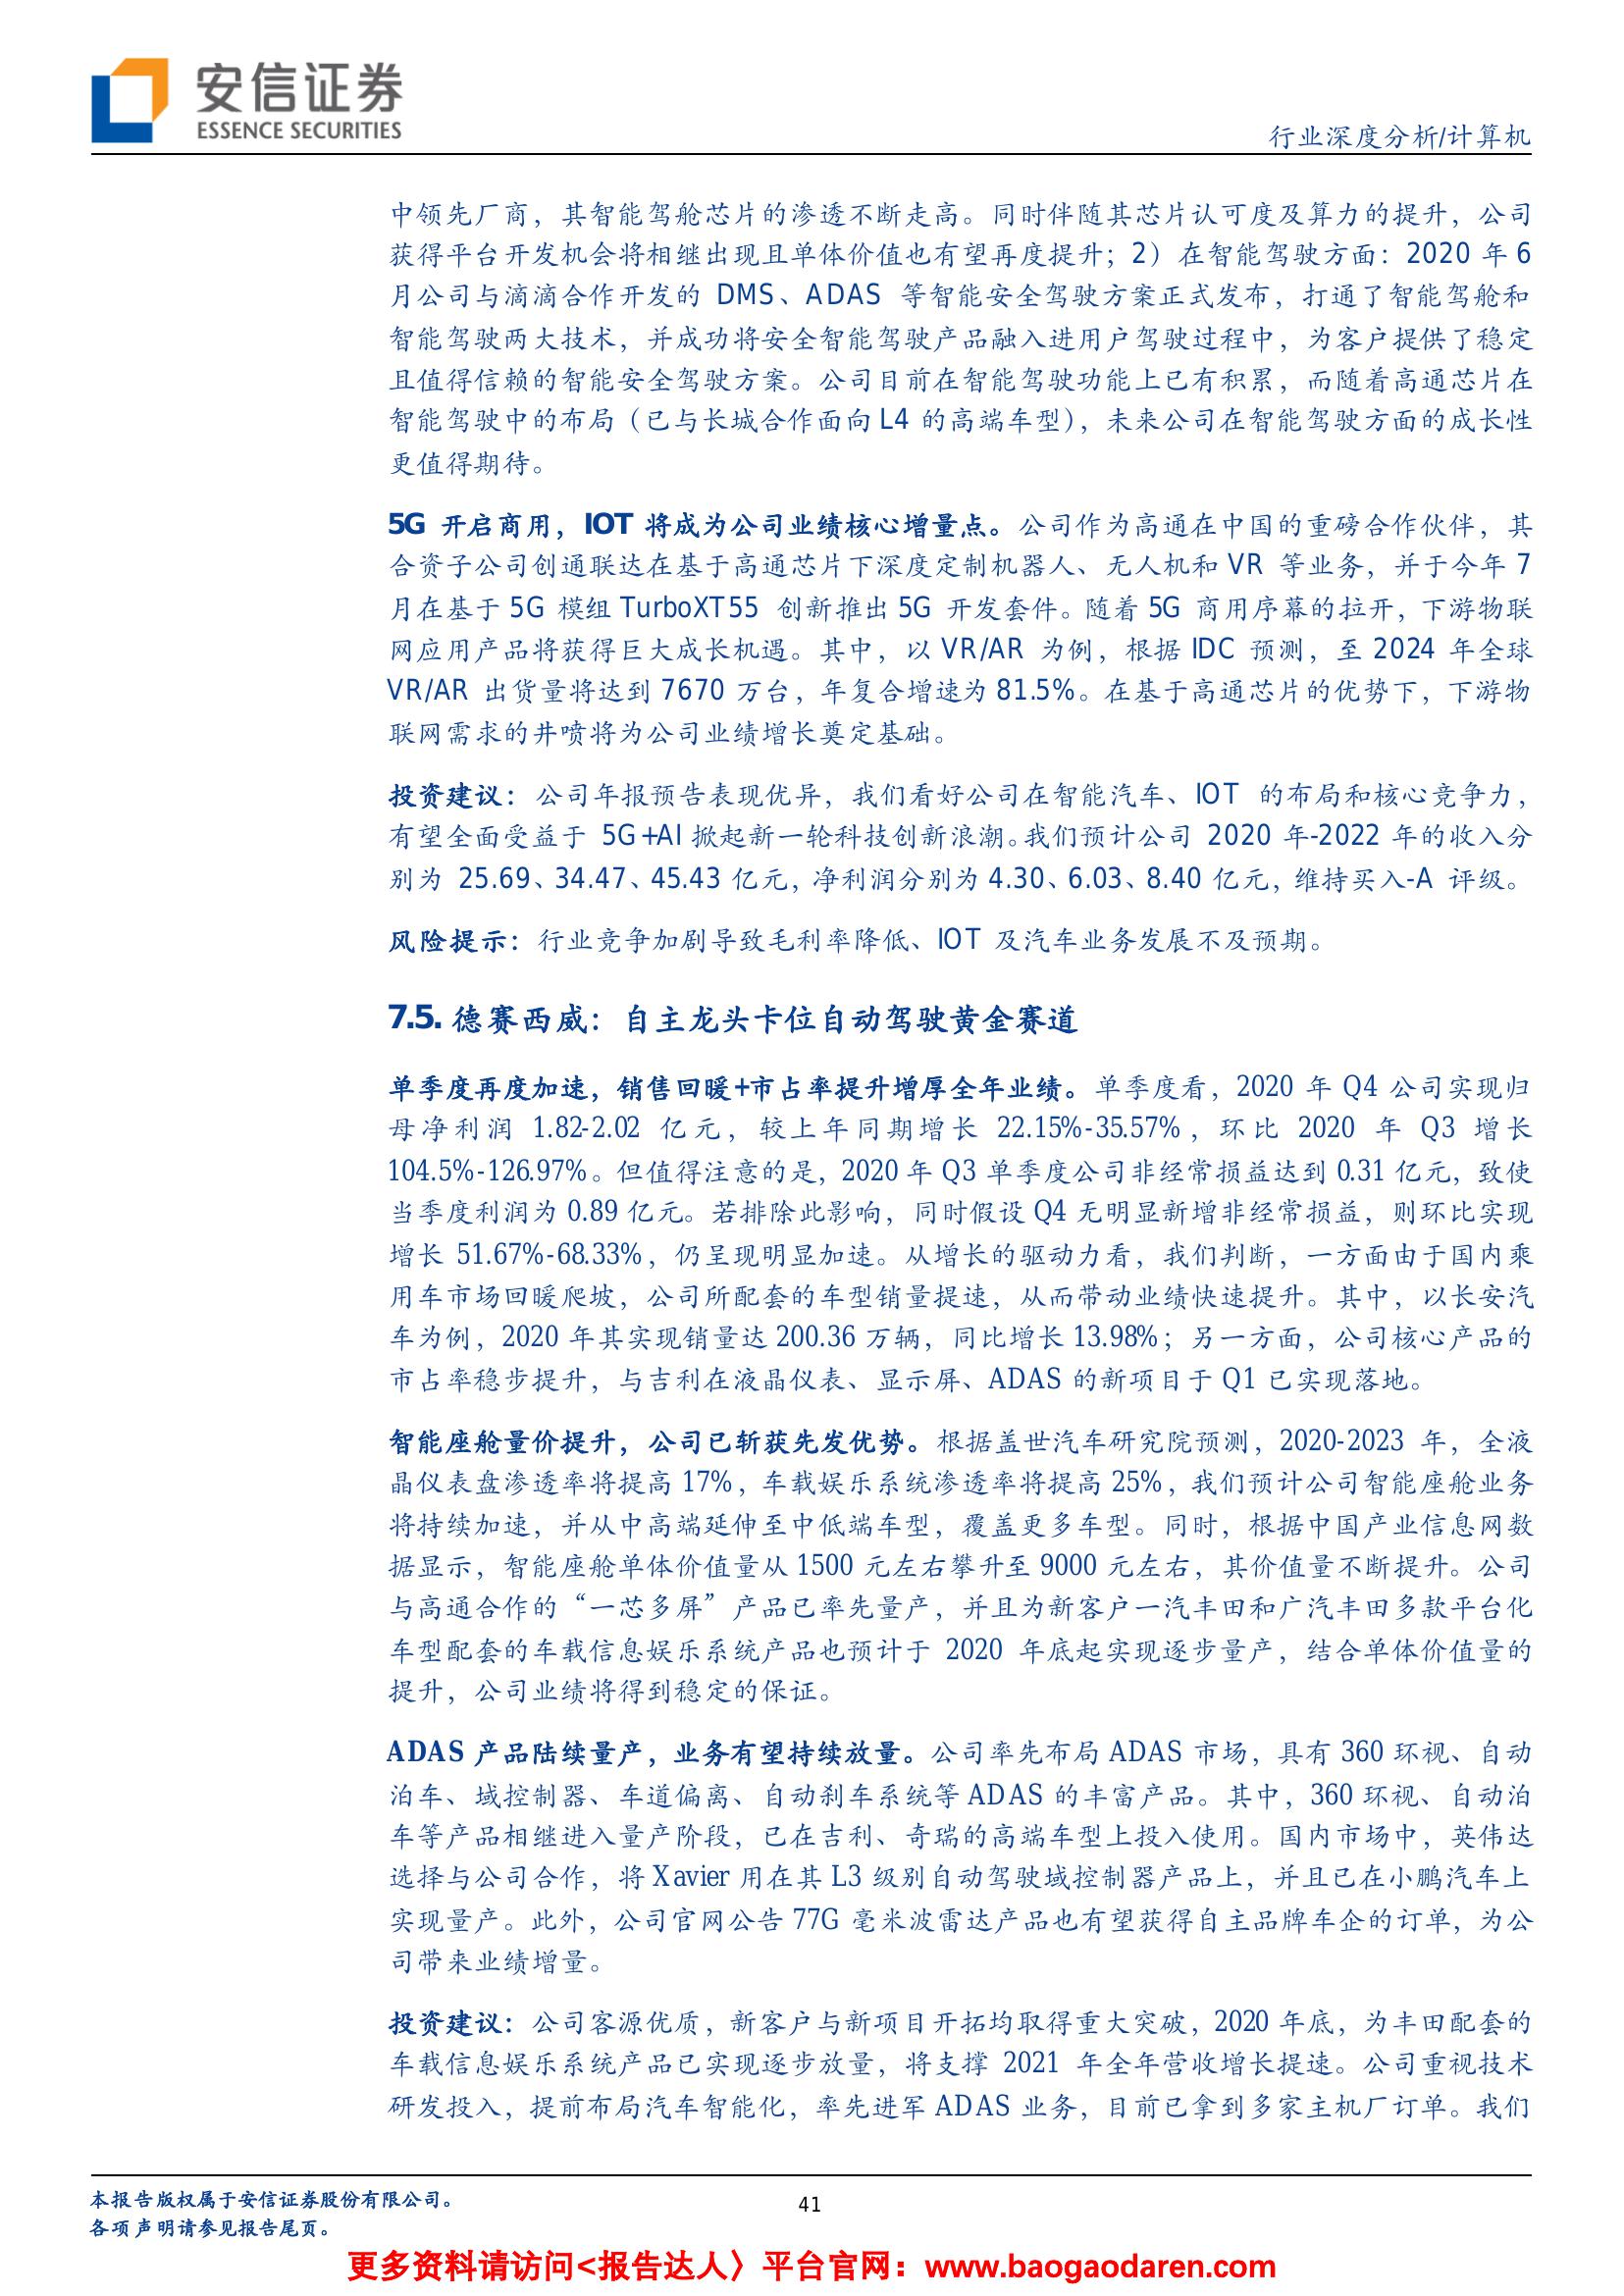 安信证券
ESSENCE SECURITIES
行业深度分析/计算机
中领先厂商，其智能驾舱芯片的渗透不断走高。同时伴随其芯片认可度及算力的提升，公司
获得平台开发机会将相继出现且单体价值也有望再度提升；2）在智能驾驶方面：2020 年 6
月公司与滴滴合作开发的 DMS、ADAS 等智能安全驾驶方案正式发布，打通了智能驾舱和
智能驾驶两大技术，并成功将安全智能驾驶产品融入进用户驾驶过程中，为客户提供了稳定
且值得信赖的智能安全驾驶方案。公司目前在智能驾驶功能上已有积累，而随着高通芯片在
智能驾驶中的布局（已与长城合作面向 L4 的高端车型），未来公司在智能驾驶方面的成长性
更值得期待。
5G 开启商用，IOT 将成为公司业绩核心增量点。公司作为高通在中国的重磅合作伙伴，其
合资子公司创通联达在基于高通芯片下深度定制机器人、无人机和 VR 等业务，并于今年 7
月在基于 5G 模组 TurboXT55 创新推出 5G 开发套件。随着 5G 商用序幕的拉开，下游物联
网应用产品将获得巨大成长机遇。其中，以 VR/AR 为例，根据 IDC 预测，至 2024 年全球
VR/AR 出货量将达到 7670 万台，年复合增速为 81.5%。在基于高通芯片的优势下，下游物
联网需求的井喷将为公司业绩增长奠定基础。
投资建议：公司年报预告表现优异，我们看好公司在智能汽车、IOT 的布局和核心竞争力，
有望全面受益于 5G+AI 掀起新一轮科技创新浪潮。我们预计公司 2020 年-2022 年的收入分
别为 25.69、34.47、45.43 亿元，净利润分别为 4.30、6.03、8.40 亿元，维持买入-A 评级。
风险提示：行业竞争加剧导致毛利率降低、IOT 及汽车业务发展不及预期。
7.5. 德赛西威：自主龙头卡位自动驾驶黄金赛道
单季度再度加速，销售回暖+市占率提升增厚全年业绩。单季度看，2020 年 Q4 公司实现归
母净利润 1.82-2.02 亿元，较上年同期增长 22.15%-35.57%，环比 2020 年 Q3 增长
104.5%-126.97%。但值得注意的是，2020 年 Q3 单季度公司非经常损益达到 0.31 亿元，致使
当季度利润为 0.89 亿元。若排除此影响，同时假设 Q4 无明显新增非经常损益，则环比实现
增长 51.67%-68.33%，仍呈现明显加速。从增长的驱动力看，我们判断，一方面由于国内乘
用车市场回暖爬坡，公司所配套的车型销量提速，从而带动业绩快速提升。其中，以长安汽
车为例，2020 年其实现销量达 200.36 万辆，同比增长 13.98%；另一方面，公司核心产品的
市占率稳步提升，与吉利在液晶仪表、显示屏、ADAS 的新项目于 Q1 已实现落地。
智能座舱量价提升，公司已斩获先发优势。根据盖世汽车研究院预测，2020-2023 年，全液
晶仪表盘渗透率将提高 17%，车载娱乐系统渗透率将提高 25%，我们预计公司智能座舱业务
将持续加速，并从中高端延伸至中低端车型，覆盖更多车型。同时，根据中国产业信息网数
据显示，智能座舱单体价值量从 1500 元左右攀升至 9000 元左右，其价值量不断提升。公司
与高通合作的“一芯多屏”产品已率先量产，并且为新客户一汽丰田和广汽丰田多款平台化
车型配套的车载信息娱乐系统产品也预计于 2020 年底起实现逐步量产，结合单体价值量的
提升，公司业绩将得到稳定的保证。
ADAS 产品陆续量产，业务有望持续放量。公司率先布局 ADAS 市场，具有 360 环视、自动
泊车、域控制器、车道偏离、自动刹车系统等 ADAS 的丰富产品。其中，360 环视、自动泊
车等产品相继进入量产阶段，已在吉利、奇瑞的高端车型上投入使用。国内市场中，英伟达
选择与公司合作，将 Xavier 用在其 L3 级别自动驾驶域控制器产品上，并且已在小鹏汽车上
实现量产。此外，公司官网公告 77G 毫米波雷达产品也有望获得自主品牌车企的订单，为公
司带来业绩增量。
投资建议：公司客源优质，新客户与新项目开拓均取得重大突破，2020 年底，为丰田配套的
车载信息娱乐系统产品已实现逐步放量，将支撑 2021 年全年营收增长提速。公司重视技术
研发投入，提前布局汽车智能化，率先进军 ADAS 业务，目前已拿到多家主机厂订单。我们
本报告版权属于安信证券股份有限公司。
41
各项声明请参见报告尾页。
更多资料请访问<报告达人〉平台官网：www.baogaodaren.com